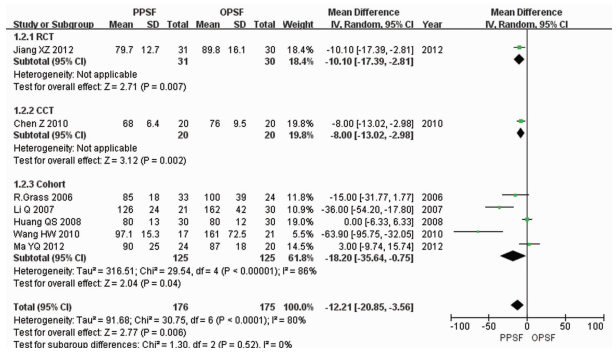 PPSF OPSF Mean Difference Mean Difference
Study or Subgroup Mean SD Total Mean SD Total Weight IV, Random, 95% CI Year IV, Random, 95% CI
1.2.1 RCT
Jiang XZ 2012 79.7 12.7 31 89.8 16.1 30 18.4% -10.10 [-17.39, -2.81] 2012
Subtotal (95% CI) 31 30 18.4% -10.10 [-17.39, -2.81]
Heterogeneity: Not applicable
Test for overall effect: Z = 2.71 (P = 0.007)
1.2.2 CCT
Chen Z 2010 68 6.4 20 76 9.5 20 19.8% -8.00 [-13.02, -2.98] 2010
Subtotal (95% CI) 20 20 19.8% -8.00 [-13.02, -2.98]
Heterogeneity: Not applicable
Test for overall effect: Z = 3.12 (P = 0.002)
1.2.3 Cohort
R.Grass 2006 85 18 33 100 39 24 11.8% -15.00 [-31.77, 1.77] 2006
Li Q 2007 126 24 21 162 42 30 10.8% -36.00 [-54.20, -17.80] 2007
Huang QS 2008 80 13 30 80 12 30 19.0% 0.00 [-6.33, 6.33] 2008
Wang HW 2010 97.1 15.3 17 161 72.5 21 5.5% -63.90 [-95.75, -32.05] 2010
Ma YQ 2012 90 25 24 87 18 20 14.6% 3.00 [-9.74, 15.74] 2012
Subtotal (95% CI) 125 125 61.8% -18.20 [-35.64, -0.75]
Heterogeneity: Tau² = 316.51; Chi² = 29.54, df = 4 (P < 0.00001); I² = 86%
Test for overall effect: Z = 2.04 (P = 0.04)
Total (95% CI) 176 175 100.0% -12.21 [-20.85, -3.56]
Heterogeneity: Tau² = 91.68; Chi² = 30.75, df = 6 (P < 0.0001); I² = 80%
Test for overall effect: Z = 2.77 (P = 0.006)
Test for subgroup differences: Chi² = 1.30, df = 2 (P = 0.52), I² = 0%
-100 -50 0 50 100
PPSF OPSF